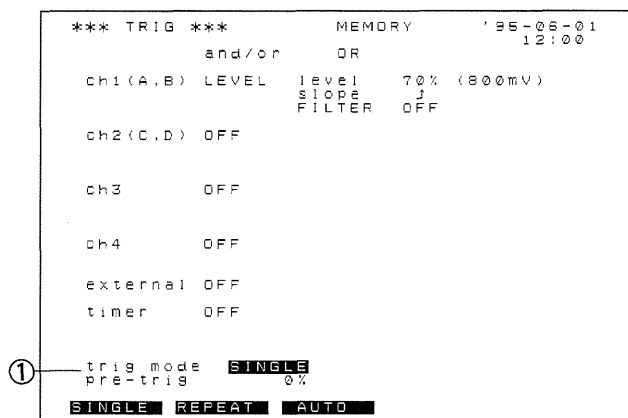 *** TRIG *** MEMORY '95-06-01
12:00
and/or OR
ch1(A,B) LEVEL level 70% (800mV)
slope ↑
FILTER OFF
ch2(C,D) OFF
ch3 OFF
ch4 OFF
external OFF
timer OFF
① trig mode SINGLE
pre-trig 0%
SINGLE REPEAT AUTO